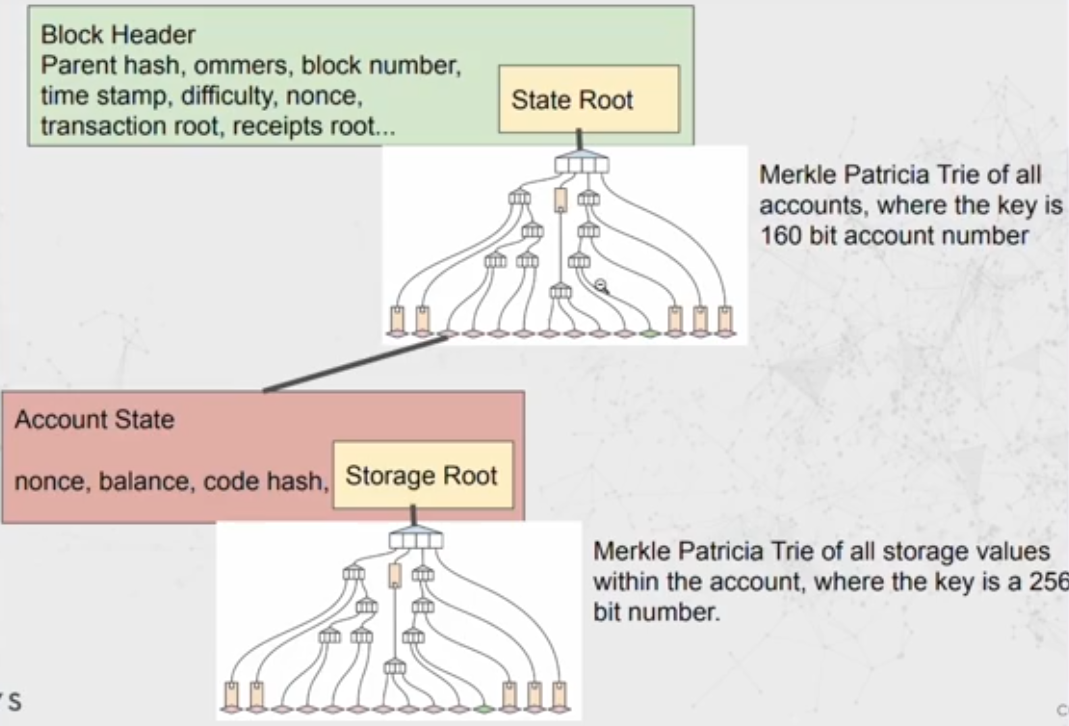 Block Header
Parent hash, ommers, block number,
time stamp, difficulty, nonce,
transaction root, receipts root...
State Root
Merkle Patricia Trie of all
accounts, where the key is
160 bit account number
Account State
nonce, balance, code hash,
Storage Root
Merkle Patricia Trie of all storage values
within the account, where the key is a 256
bit number.